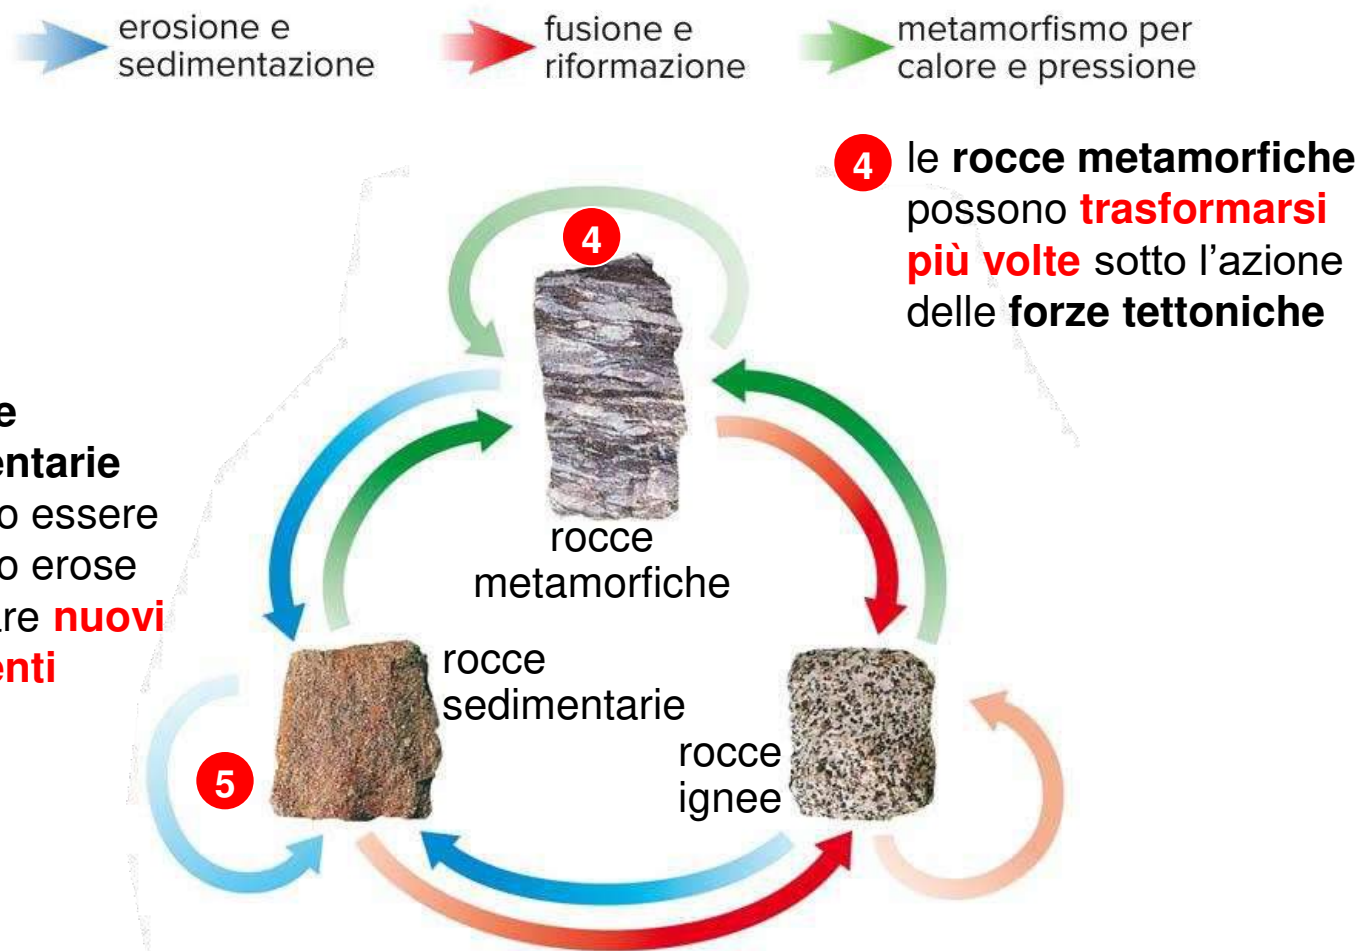 erosione e
sedimentazione
fusione e
riformazione
metamorfismo per
calore e pressione
4
le rocce metamorfiche
possono trasformarsi
più volte sotto l’azione
delle forze tettoniche
4
e
entarie
o essere
o erose
are nuovi
enti
rocce
metamorfiche
rocce
sedimentarie
rocce
ignee
5